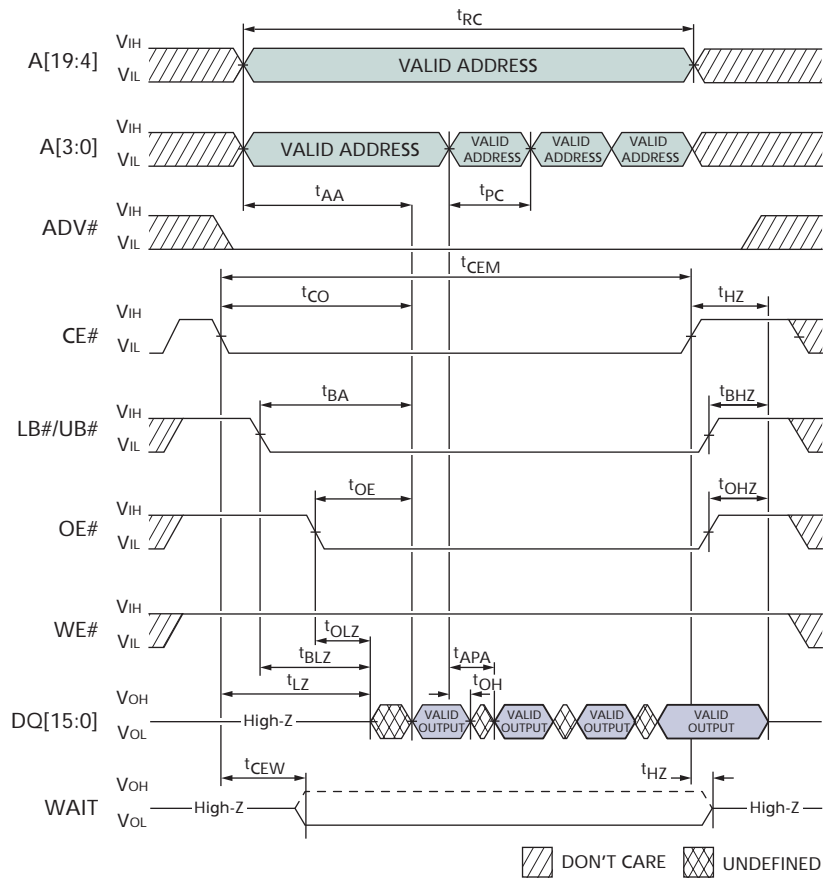 tRC
VIH
A[19:4]
VIL
VALID ADDRESS
VIH
A[3:0]
VIL
VALID ADDRESS
VALID
ADDRESS
VALID
ADDRESS
VALID
ADDRESS
tAA
tPC
VIH
ADV#
VIL
tCEM
tCO
tHZ
VIH
CE#
VIL
tBA
tBHZ
VIH
LB#/UB#
VIL
tOE
tOHZ
VIH
OE#
VIL
VIH
WE#
VIL
tOLZ
tBLZ
tAPA
tLZ
tOH
VOH
DQ[15:0]
VOL
High-Z
VALID
OUTPUT
VALID
OUTPUT
VALID
OUTPUT
VALID
OUTPUT
tCEW
tHZ
VOH
WAIT
VOL
High-Z
High-Z
DON'T CARE
UNDEFINED